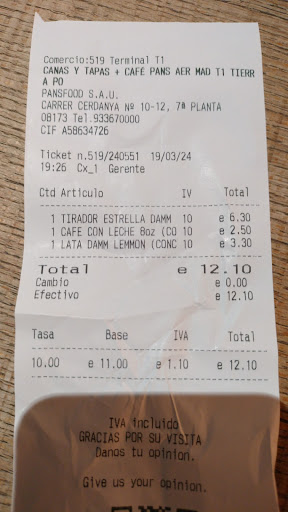 Comercio:519 Terminal T1
CANAS Y TAPAS + CAFÉ PANS AER MAD T1 TIERR
A PO
PANSFOOD S.A.U.
CARRER CERDANYA Nº 10-12, 7ª PLANTA
08173 Tel.933670000
CIF A58634726
Ticket n.519/240551 19/03/24
19:26 Cx_1 Gerente
Ctd Artículo IV Total
1 TIRADOR ESTRELLA DAMM 10 e 6.30
1 CAFE CON LECHE 8oz (CO 10 e 2.50
1 LATA DAMM LEMMON (CONC 10 e 3.30
Total e 12.10
Cambio e 0.00
Efectivo e 12.10
Tasa Base IVA Total
10.00 e 11.00 e 1.10 e 12.10
IVA incluido
GRACIAS POR SU VISITA
Danos tu opinion.
Give us your opinion.